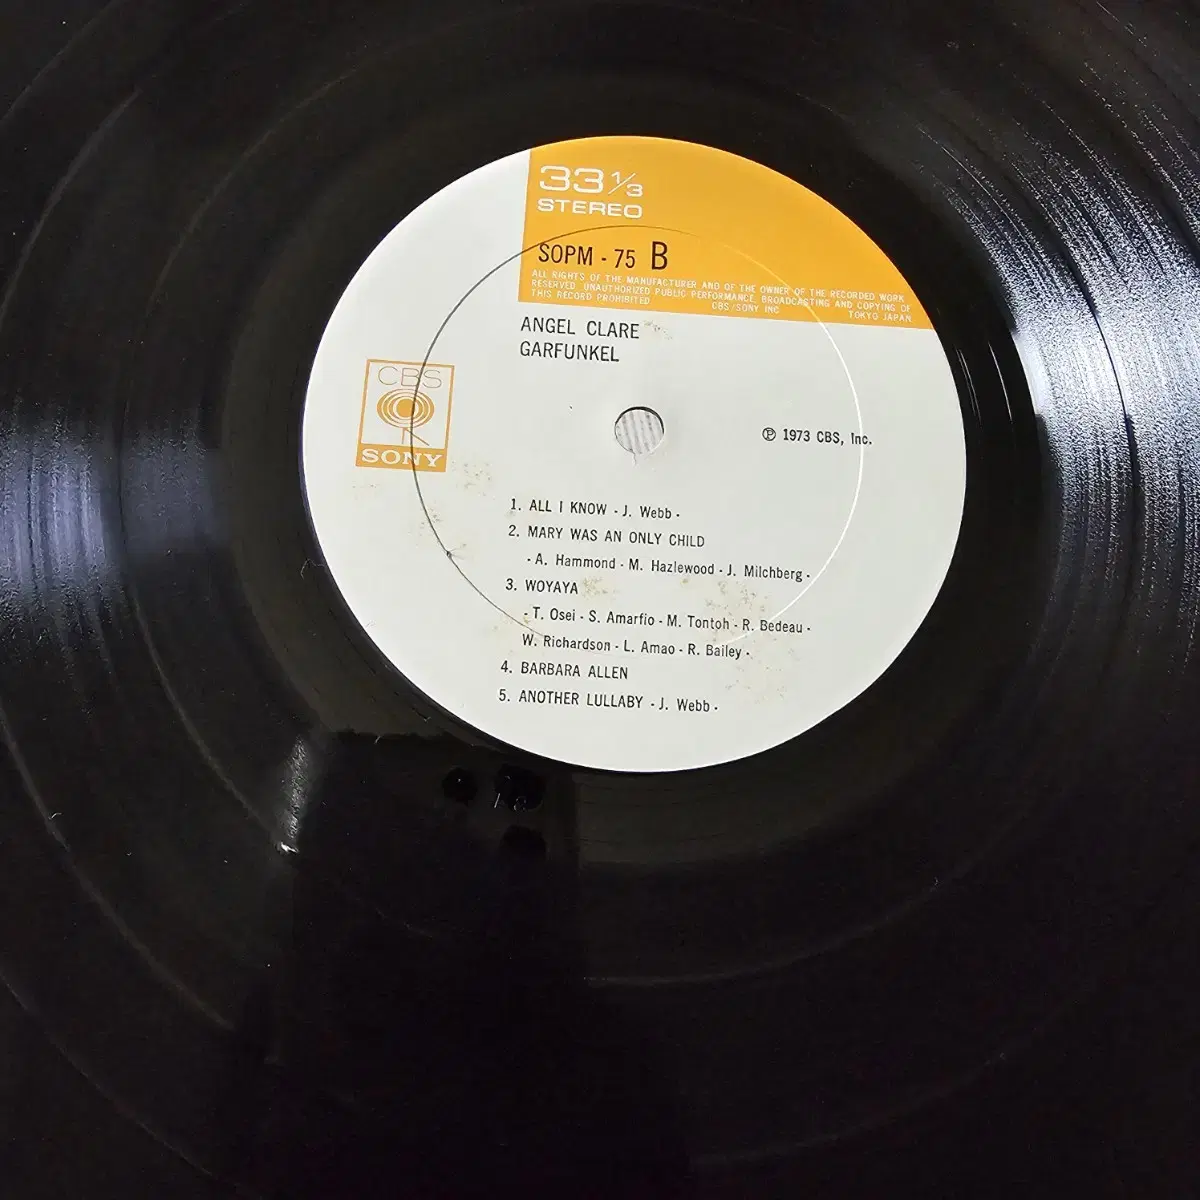 33 1/3
STEREO
SOPM - 75 B
ALL RIGHTS OF THE MANUFACTURER AND OF THE OWNER OF THE RECORDED WORK
RESERVED UNAUTHORIZED PUBLIC PERFORMANCE, BROADCASTING AND COPYING OF
THIS RECORD PROHIBITED CBS/SONY INC TOKYO JAPAN
ANGEL CLARE
GARFUNKEL
CBS
SONY
℗ 1973 CBS, Inc.
1. ALL I KNOW - J. Webb -
2. MARY WAS AN ONLY CHILD
- A. Hammond - M. Hazlewood - J. Milchberg -
3. WOYAYA
- T. Osei - S. Amarfio - M. Tontoh - R. Bedeau -
W. Richardson - L. Amao - R. Bailey -
4. BARBARA ALLEN
5. ANOTHER LULLABY - J. Webb -